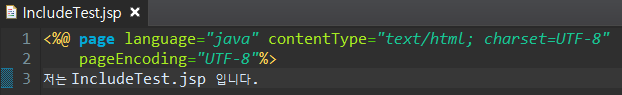 IncludeTest.jsp
1 <%@ page language="java" contentType="text/html; charset=UTF-8"
2 pageEncoding="UTF-8"%>
3 저는 IncludeTest.jsp 입니다.